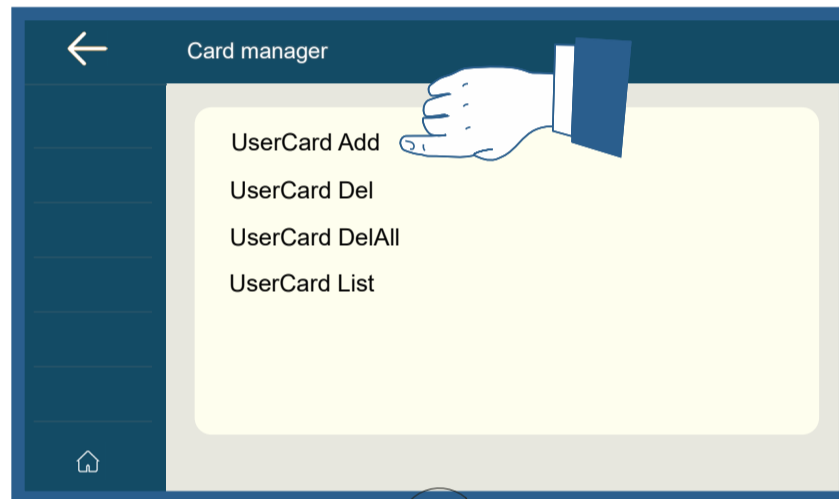 Card manager
UserCard Add
UserCard Del
UserCard DelAll
UserCard List